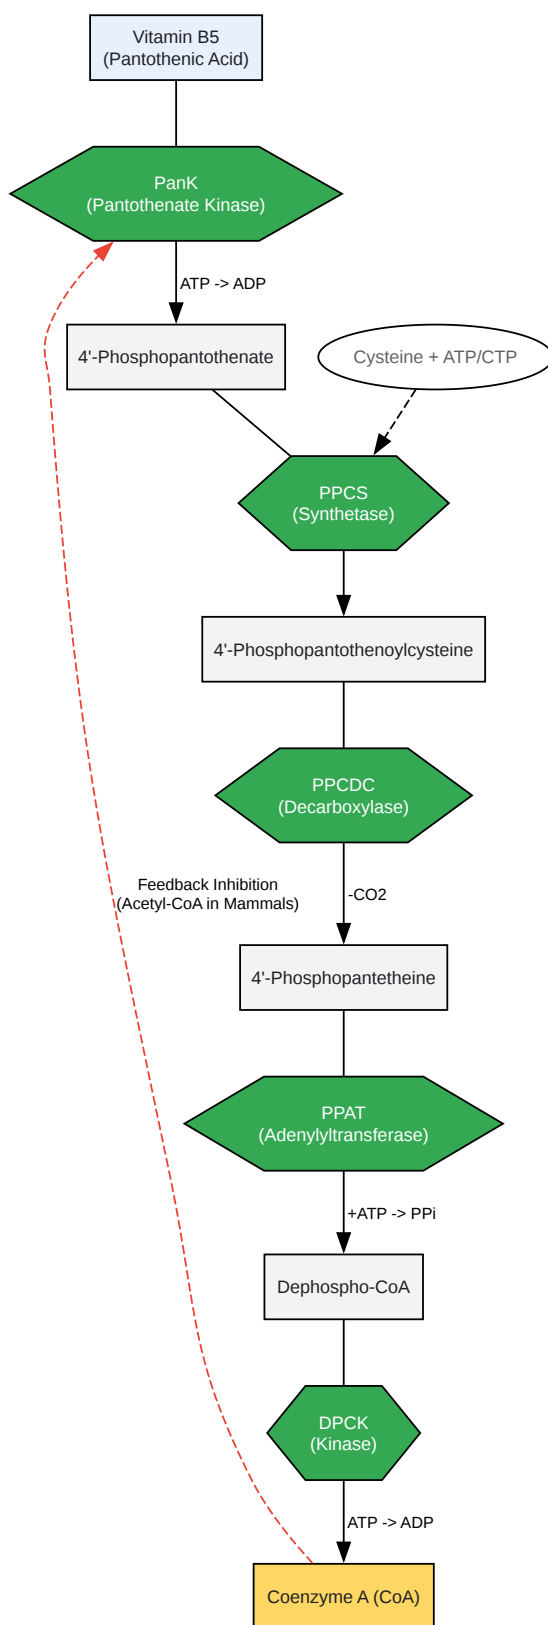 Vitamin B5
(Pantothenic Acid)
PanK
(Pantothenate Kinase)
ATP -> ADP
4'-Phosphopantothenate
Cysteine + ATP/CTP
PPCS
(Synthetase)
4'-Phosphopantothenoylcysteine
PPCDC
(Decarboxylase)
Feedback Inhibition
(Acetyl-CoA in Mammals)
-CO2
4'-Phosphopantetheine
PPAT
(Adenylyltransferase)
+ATP -> PPi
Dephospho-CoA
DPCK
(Kinase)
ATP -> ADP
Coenzyme A (CoA)